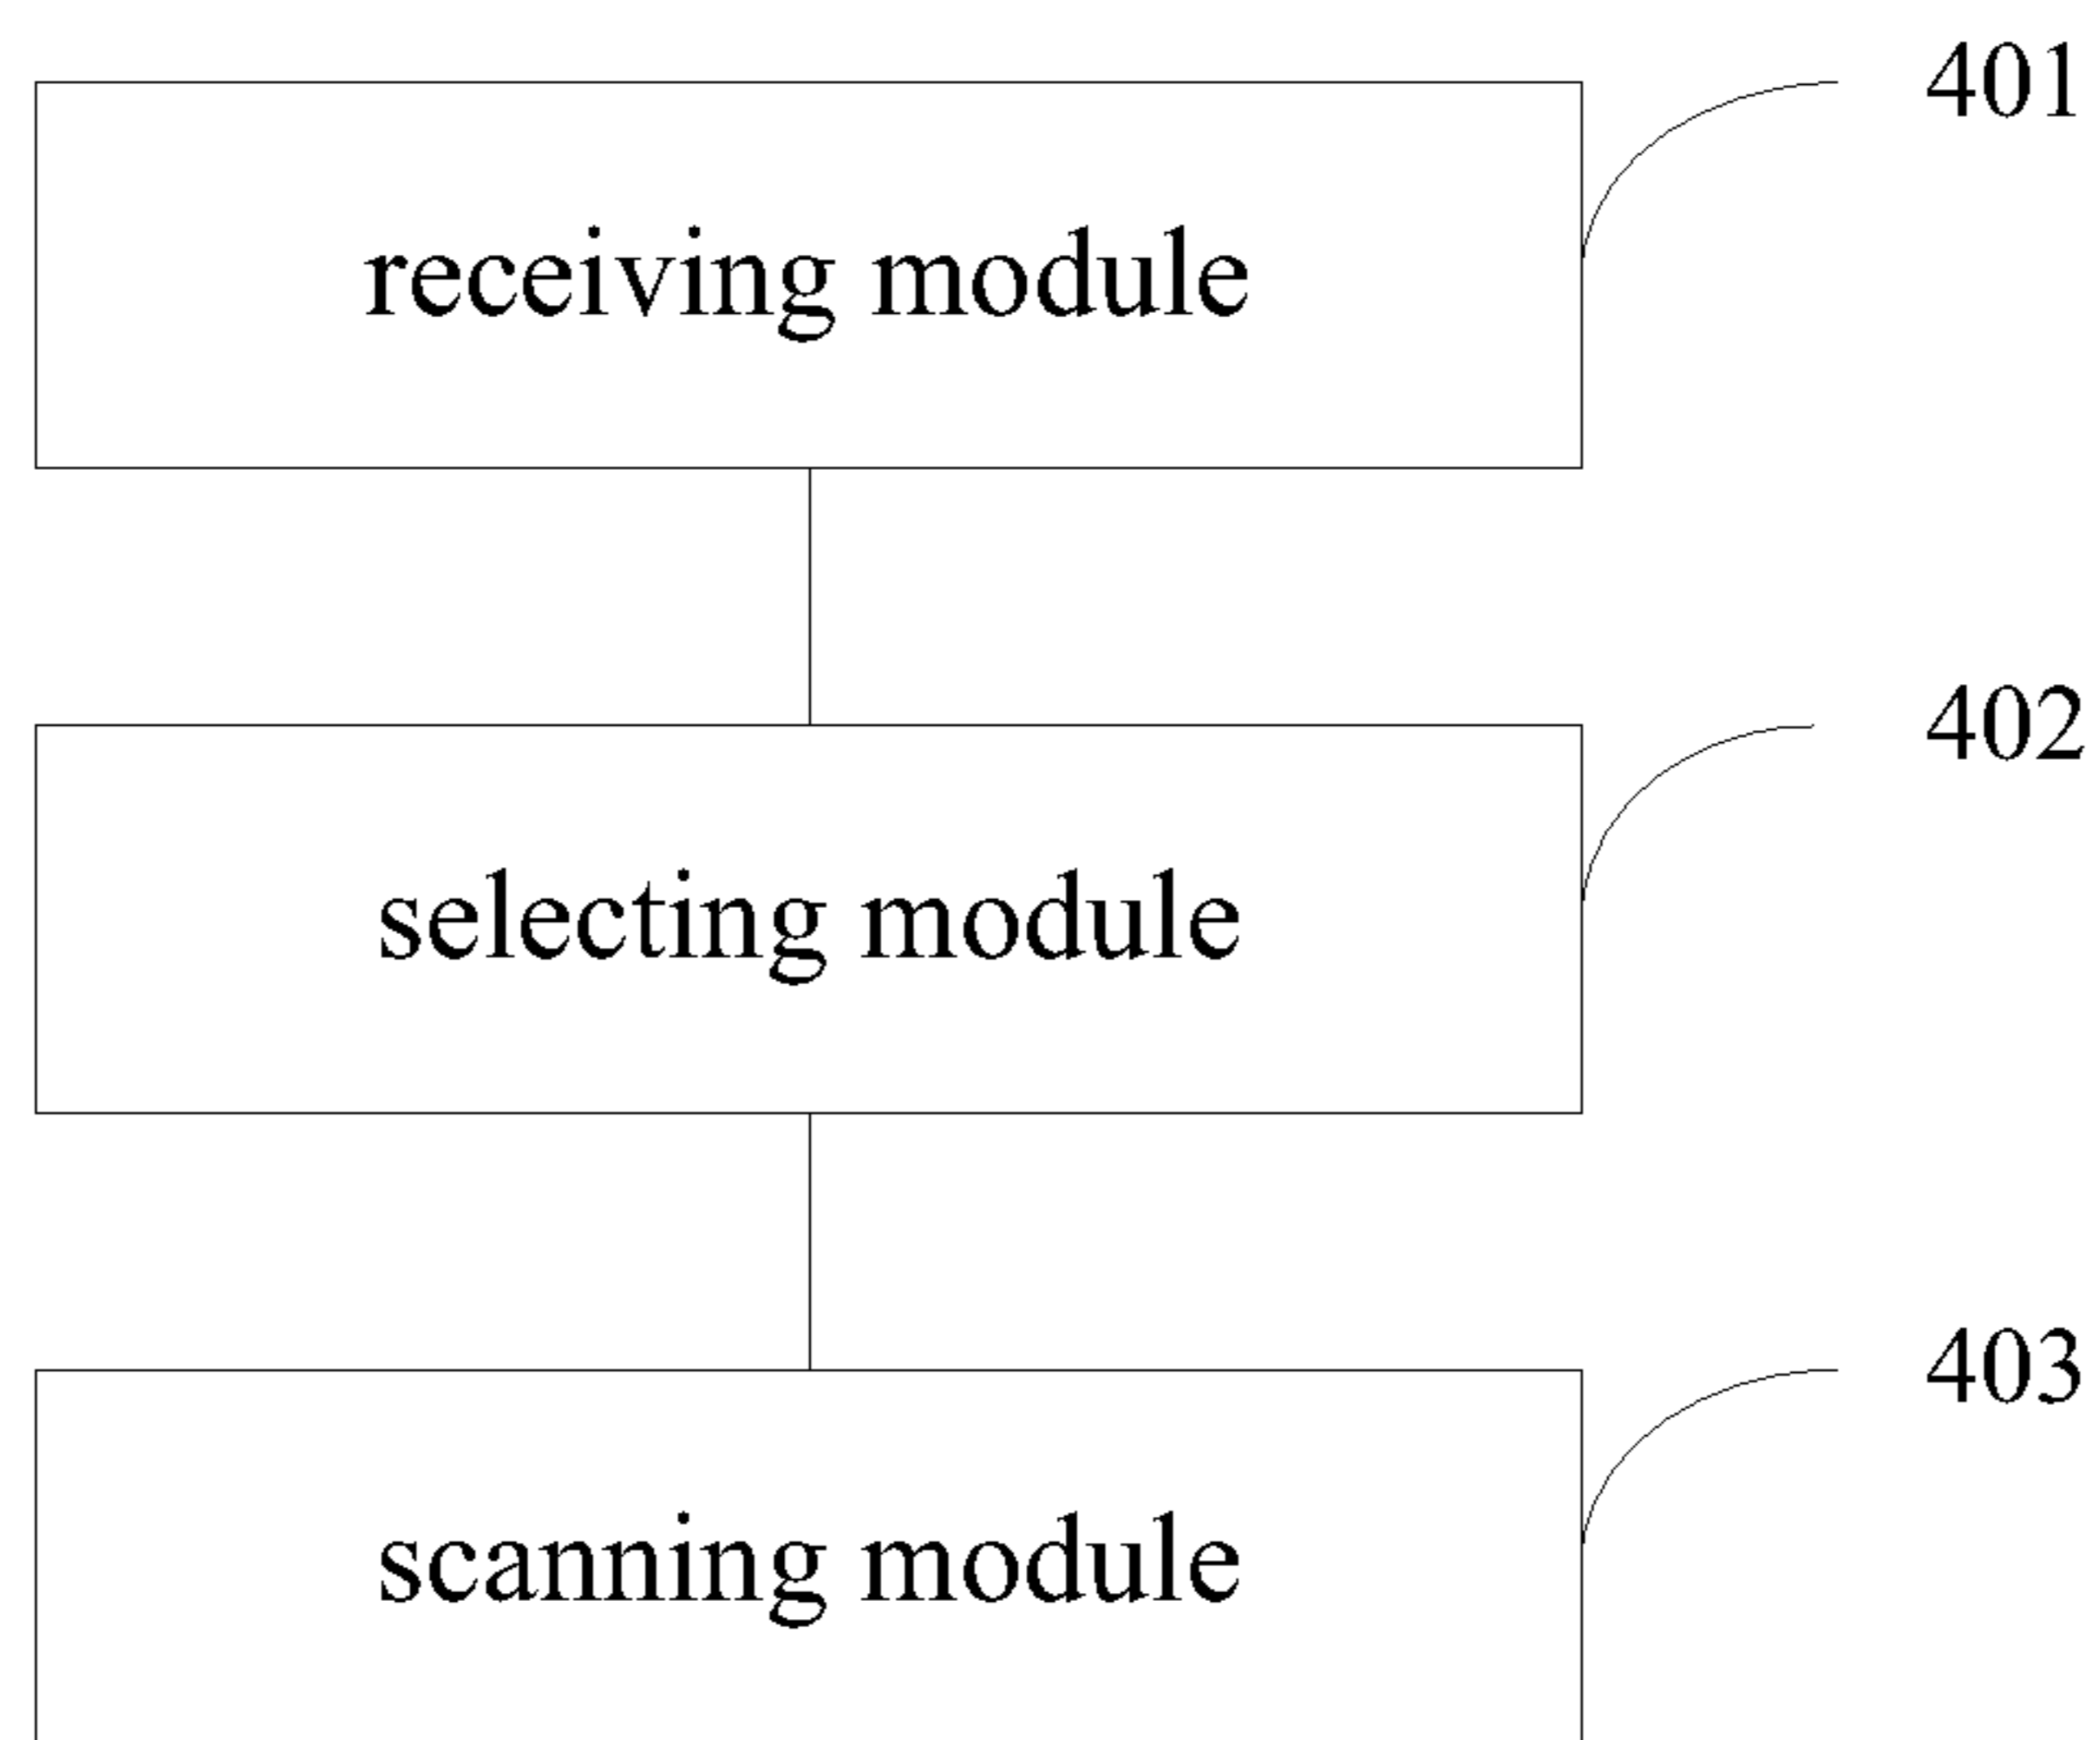 401
receiving module
402
selecting module
403
scanning module